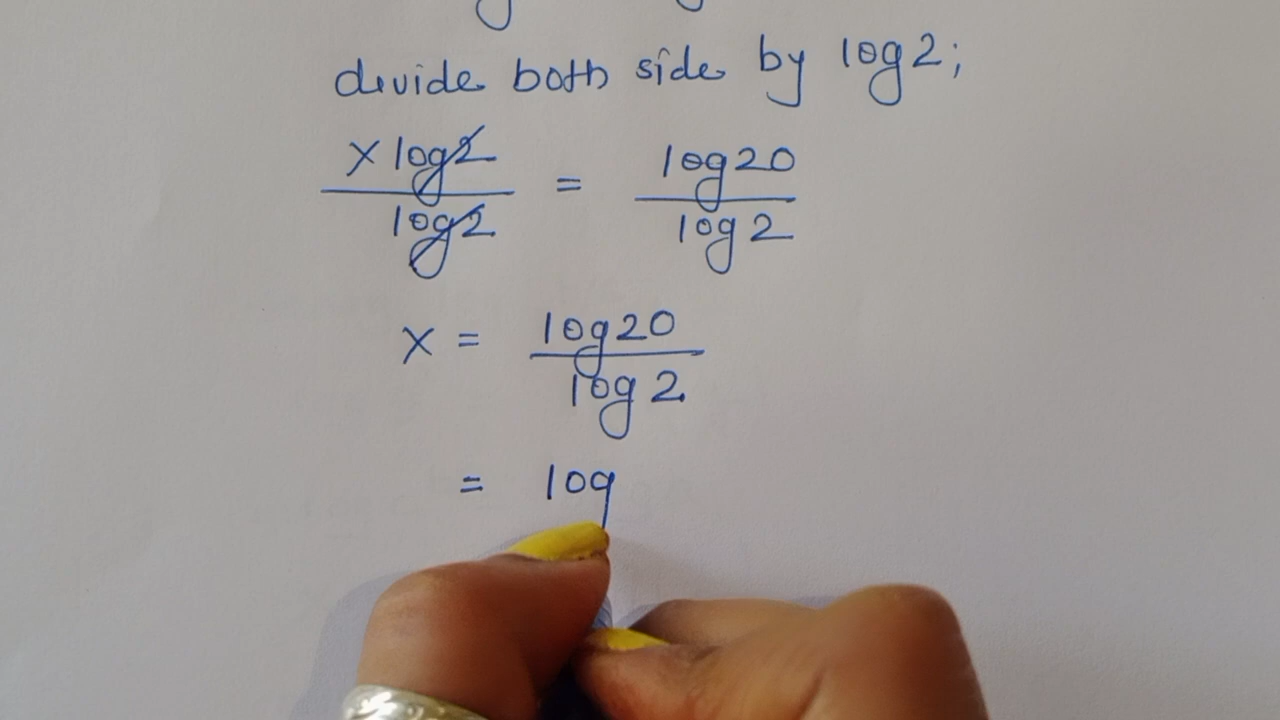 divide both side by log2;
x log2 / log2 = log20 / log2
x = log20 / log2
= log